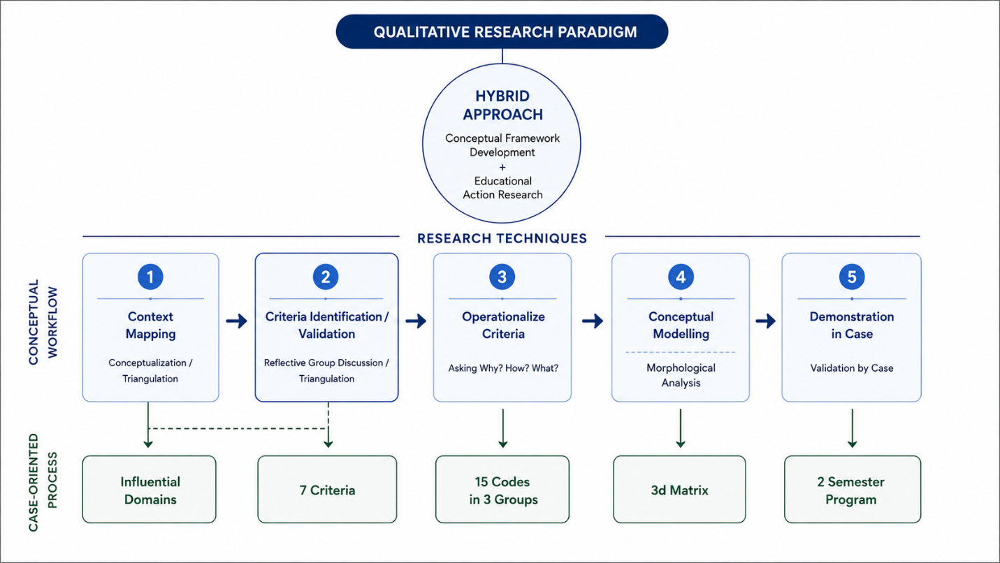 QUALITATIVE RESEARCH PARADIGM
HYBRID
APPROACH
Conceptual Framework
Development
+
Educational
Action Research
RESEARCH TECHNIQUES
CONCEPTUAL
WORKFLOW
1
Context
Mapping
Conceptualization /
Triangulation
2
Criteria Identification /
Validation
Reflective Group Discussion /
Triangulation
3
Operationalize
Criteria
Asking Why? How? What?
4
Conceptual
Modelling
Morphological
Analysis
5
Demonstration
in Case
Validation by Case
CASE-ORIENTED
PROCESS
Influential
Domains
7 Criteria
15 Codes
in 3 Groups
3d Matrix
2 Semester
Program